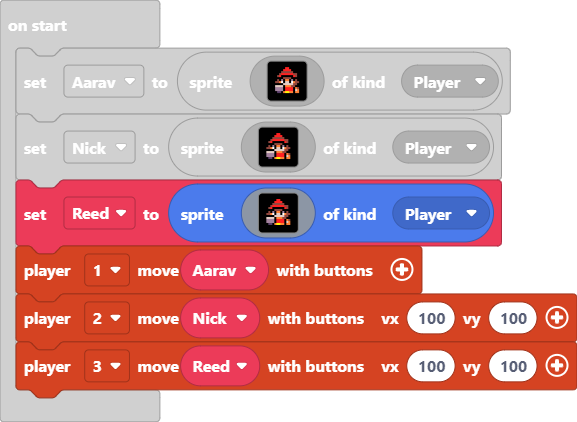 on start
set Aarav to sprite of kind Player
set Nick to sprite of kind Player
set Reed to sprite of kind Player
player 1 move Aarav with buttons
player 2 move Nick with buttons vx 100 vy 100
player 3 move Reed with buttons vx 100 vy 100